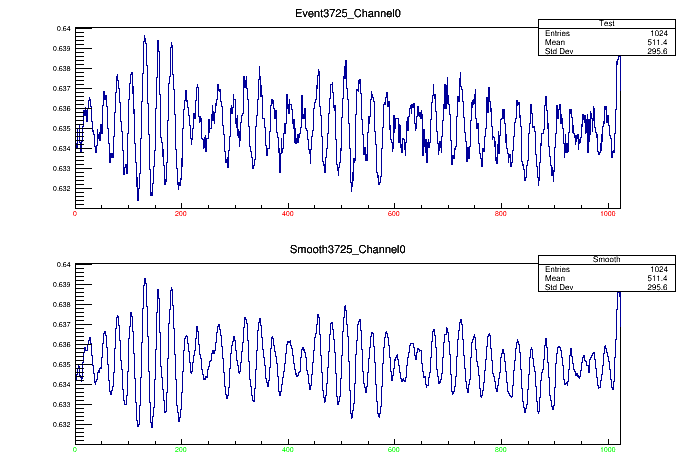 Event3725_Channel0
Test
Entries 1024
Mean 511.4
Std Dev 295.6
0.64
0.639
0.638
0.637
0.636
0.635
0.634
0.633
0.632
0 200 400 600 800 1000
Smooth3725_Channel0
Smooth
Entries 1024
Mean 511.4
Std Dev 295.6
0.64
0.639
0.638
0.637
0.636
0.635
0.634
0.633
0.632
0 200 400 600 800 1000